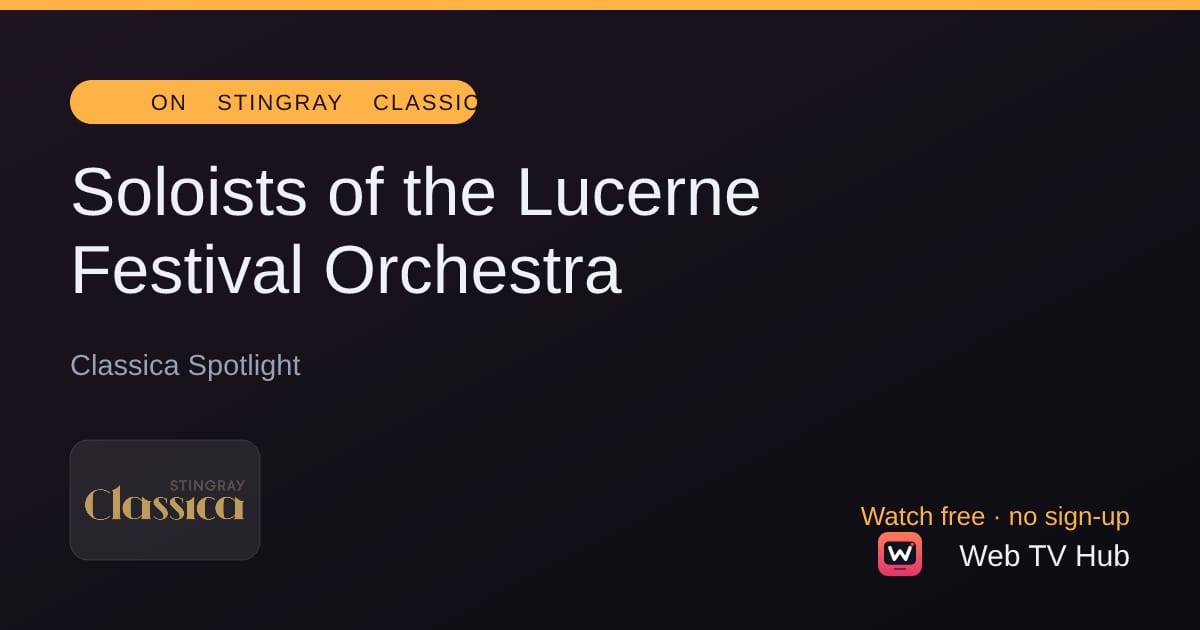 ON STINGRAY CLASSIC
Soloists of the Lucerne
Festival Orchestra
Classica Spotlight
STINGRAY
Classica
Watch free · no sign-up
W
Web TV Hub